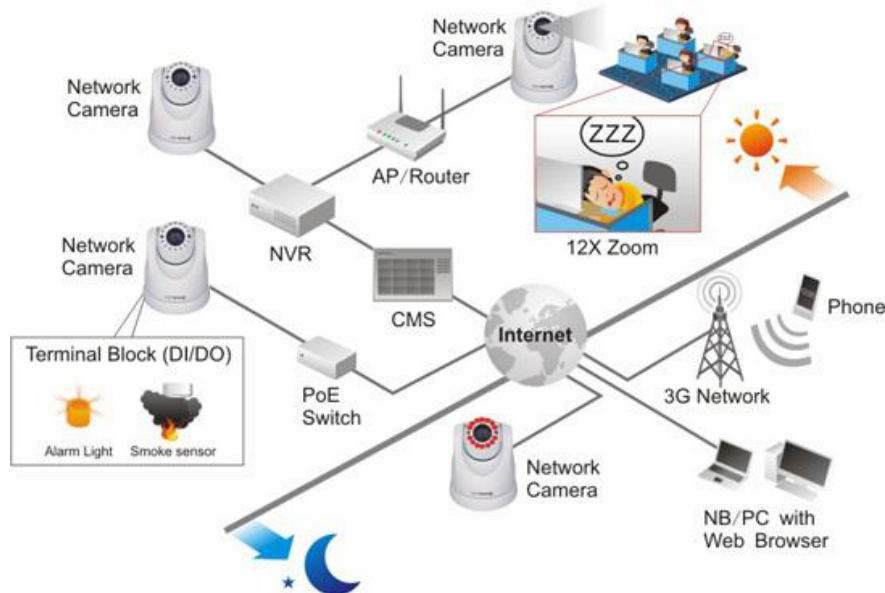 Network
Camera
Network
Camera
ZZZ
ZZZ
AP/Router
12X Zoom
NVR
Network
Camera
CMS
Internet
Phone
Terminal Block (DI/DO)
Alarm Light
Smoke sensor
PoE
Switch
3G Network
Network
Camera
NB/PC with
Web Browser